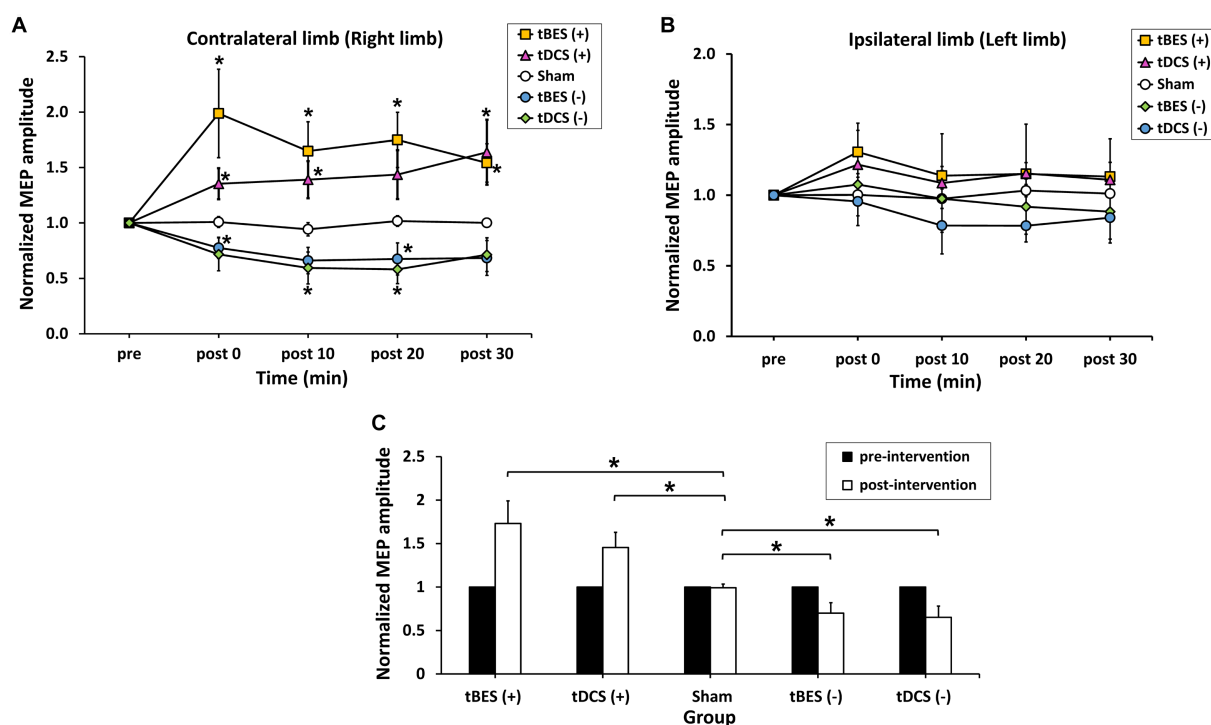 A
Contralateral limb (Right limb)
tBES (+)
tDCS (+)
Sham
tBES (-)
tDCS (-)
Normalized MEP amplitude
2.5
2.0
1.5
1.0
0.5
0.0
*
*
*
*
*
*
*
*
*
*
*
pre
post 0
post 10
post 20
post 30
Time (min)
B
Ipsilateral limb (Left limb)
tBES (+)
tDCS (+)
Sham
tBES (-)
tDCS (-)
Normalized MEP amplitude
2.0
1.5
1.0
0.5
0.0
pre
post 0
post 10
post 20
post 30
Time (min)
C
pre-intervention
post-intervention
Normalized MEP amplitude
2.5
2
1.5
1
0.5
0
*
*
*
*
tBES (+)
tDCS (+)
Sham
tBES (-)
tDCS (-)
Group